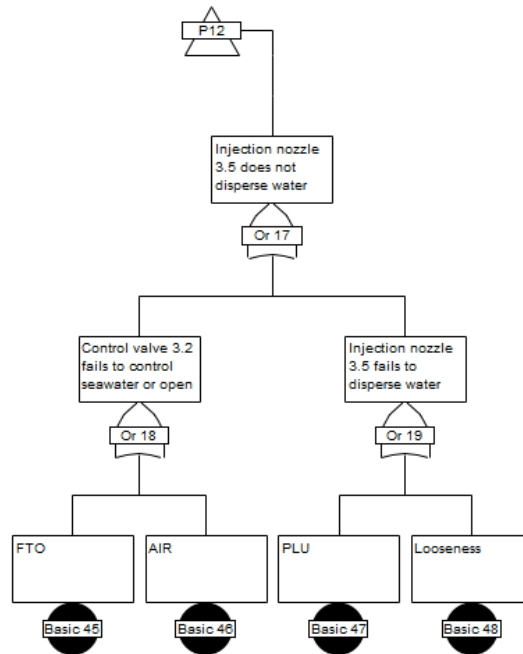 P12
Injection nozzle
3.5 does not
disperse water
Or 17
Control valve 3.2
fails to control
seawater or open
Injection nozzle
3.5 fails to
disperse water
Or 18
Or 19
FTO
AIR
PLU
Looseness
Basic 45
Basic 46
Basic 47
Basic 48